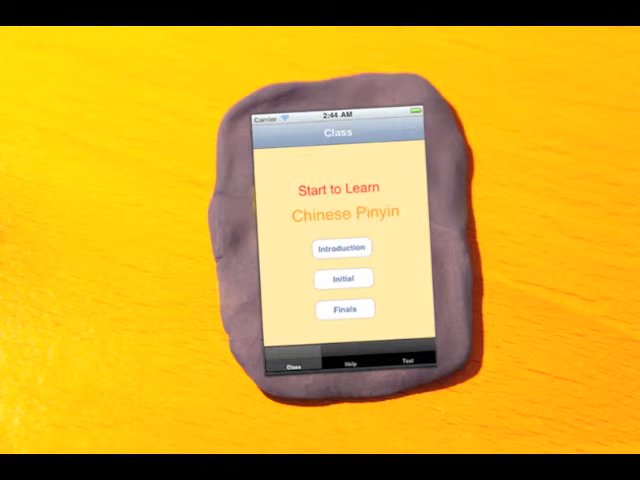 Carrier 2:44 AM
Class
Start to Learn
Chinese Pinyin
Introduction
Initial
Finals
Class Help Test